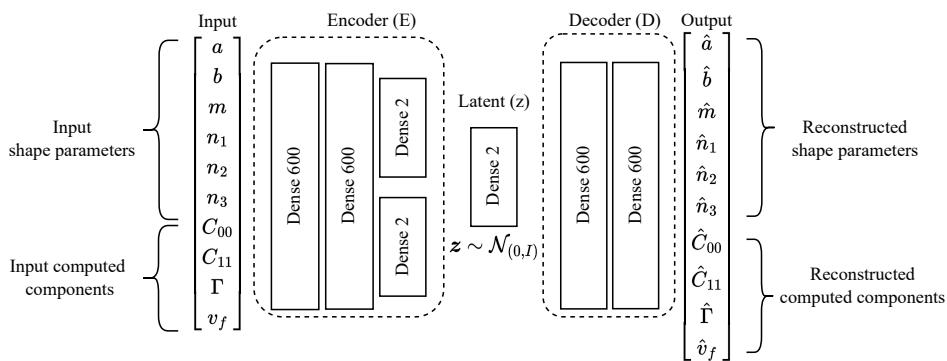 Input
Encoder (E)
Decoder (D)
Output
Input
shape parameters
Input computed
components
a
b
m
n₁
n₂
n₃
C₀₀
C₁₁
Γ
v_f
Dense 600
Dense 600
Dense 2
Dense 2
Latent (z)
Dense 2
z ∼ 𝒩₍₀,I₎
Dense 600
Dense 600
â
b̂
m̂
n̂₁
n̂₂
n̂₃
Ĉ₀₀
Ĉ₁₁
Γ̂
v̂_f
Reconstructed
shape parameters
Reconstructed
computed components